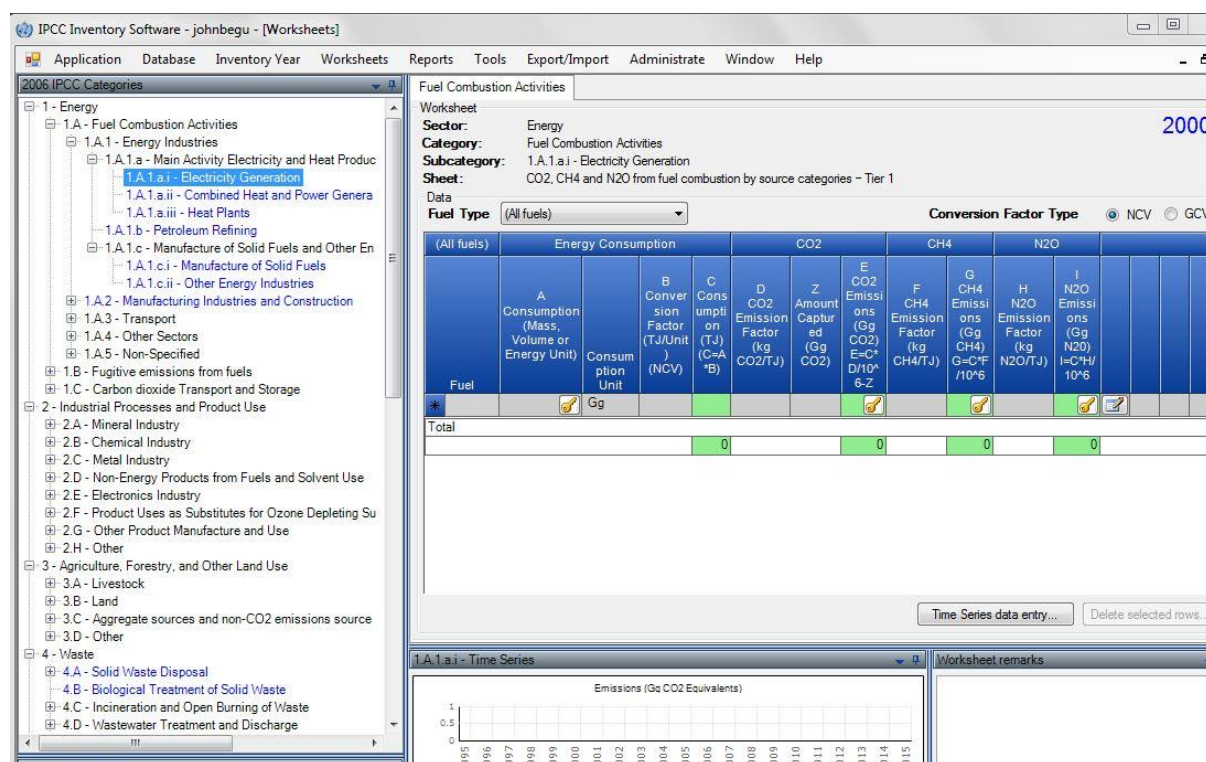 IPCC Inventory Software - johnbegu - [Worksheets]
Application Database Inventory Year Worksheets Reports Tools Export/Import Administrate Window Help
2006 IPCC Categories
1 - Energy
1.A - Fuel Combustion Activities
1.A.1 - Energy Industries
1.A.1.a - Main Activity Electricity and Heat Produc
1.A.1.a.i - Electricity Generation
1.A.1.a.ii - Combined Heat and Power Genera
1.A.1.a.iii - Heat Plants
1.A.1.b - Petroleum Refining
1.A.1.c - Manufacture of Solid Fuels and Other En
1.A.1.c.i - Manufacture of Solid Fuels
1.A.1.c.ii - Other Energy Industries
1.A.2 - Manufacturing Industries and Construction
1.A.3 - Transport
1.A.4 - Other Sectors
1.A.5 - Non-Specified
1.B - Fugitive emissions from fuels
1.C - Carbon dioxide Transport and Storage
2 - Industrial Processes and Product Use
2.A - Mineral Industry
2.B - Chemical Industry
2.C - Metal Industry
2.D - Non-Energy Products from Fuels and Solvent Use
2.E - Electronics Industry
2.F - Product Uses as Substitutes for Ozone Depleting Su
2.G - Other Product Manufacture and Use
2.H - Other
3 - Agriculture, Forestry, and Other Land Use
3.A - Livestock
3.B - Land
3.C - Aggregate sources and non-CO2 emissions source
3.D - Other
4 - Waste
4.A - Solid Waste Disposal
4.B - Biological Treatment of Solid Waste
4.C - Incineration and Open Burning of Waste
4.D - Wastewater Treatment and Discharge
Fuel Combustion Activities
Worksheet
Sector: Energy
2000
Category: Fuel Combustion Activities
Subcategory: 1.A.1.a.i - Electricity Generation
Sheet: CO2, CH4 and N2O from fuel combustion by source categories – Tier 1
Data
Fuel Type (All fuels) Conversion Factor Type NCV GCV
(All fuels) Energy Consumption CO2 CH4 N2O
Fuel
A
Consumption
(Mass,
Volume or
Energy Unit)
Consum
ption
Unit
B
Conver
sion
Factor
(TJ/Unit
)
(NCV)
C
Cons
umpti
on
(TJ)
(C=A
*B)
D
CO2
Emission
Factor
(kg
CO2/TJ)
Z
Amount
Captur
ed
(Gg
CO2)
E
CO2
Emissi
ons
(Gg
CO2)
E=C*
D/10^
6-Z
F
CH4
Emission
Factor
(kg
CH4/TJ)
G
CH4
Emissi
ons
(Gg
CH4)
G=C*F
/10^6
H
N2O
Emission
Factor
(kg
N2O/TJ)
I
N2O
Emissi
ons
(Gg
N2O)
I=C*H/
10^6
* Gg
Total
0 0 0 0
Time Series data entry... Delete selected rows...
1.A.1.a.i - Time Series
Emissions (Gg CO2 Equivalents)
1
0.5
0
Worksheet remarks